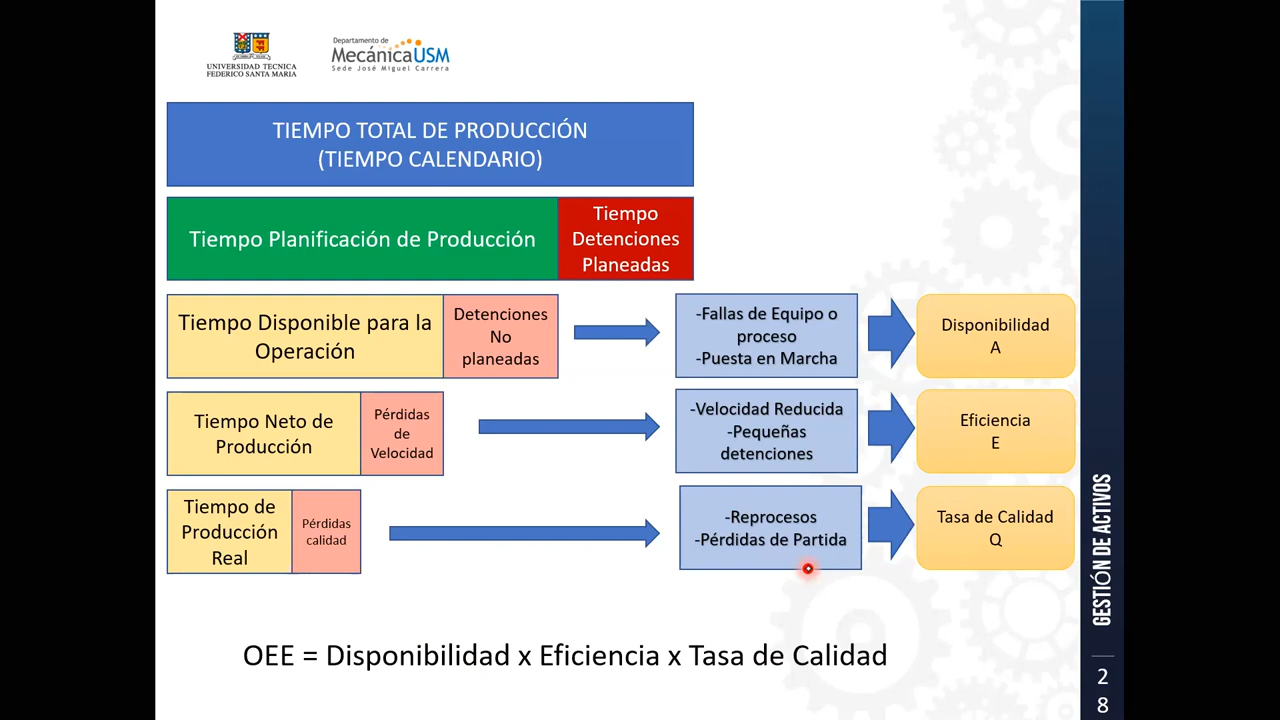 UNIVERSIDAD TECNICA
FEDERICO SANTA MARIA
Departamento de
MecánicaUSM
Sede José Miguel Carrera
TIEMPO TOTAL DE PRODUCCIÓN
(TIEMPO CALENDARIO)
Tiempo Planificación de Producción
Tiempo
Detenciones
Planeadas
Tiempo Disponible para la
Operación
Detenciones
No
planeadas
-Fallas de Equipo o
proceso
-Puesta en Marcha
Disponibilidad
A
Tiempo Neto de
Producción
Pérdidas
de
Velocidad
-Velocidad Reducida
-Pequeñas
detenciones
Eficiencia
E
Tiempo de
Producción
Real
Pérdidas
calidad
-Reprocesos
-Pérdidas de Partida
Tasa de Calidad
Q
OEE = Disponibilidad x Eficiencia x Tasa de Calidad
GESTIÓN DE ACTIVOS
2
8